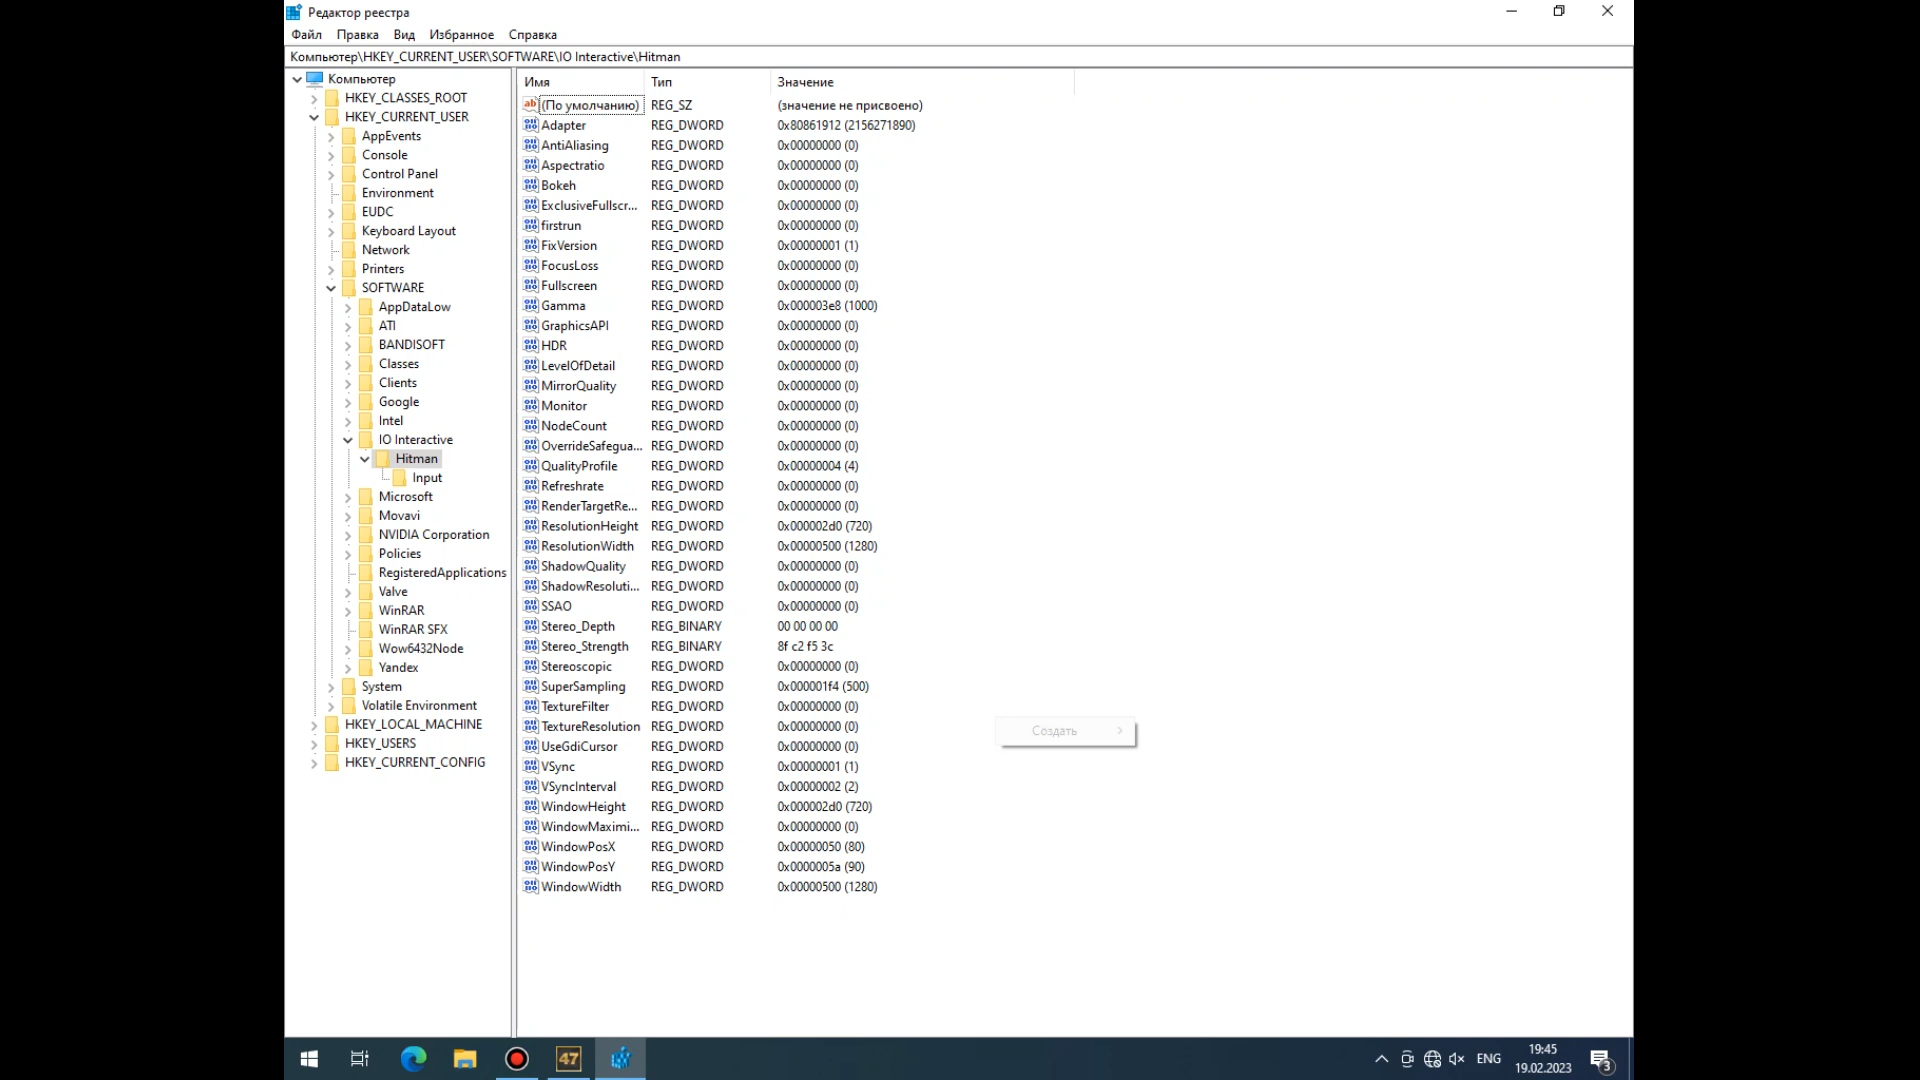 Редактор реестра
Файл Правка Вид Избранное Справка
Компьютер\HKEY_CURRENT_USER\SOFTWARE\IO Interactive\Hitman
Компьютер
HKEY_CLASSES_ROOT
HKEY_CURRENT_USER
AppEvents
Console
Control Panel
Environment
EUDC
Keyboard Layout
Network
Printers
SOFTWARE
AppDataLow
ATI
BANDISOFT
Classes
Clients
Google
Intel
IO Interactive
Hitman
Input
Microsoft
Movavi
NVIDIA Corporation
Policies
RegisteredApplications
Valve
WinRAR
WinRAR SFX
Wow6432Node
Yandex
System
Volatile Environment
HKEY_LOCAL_MACHINE
HKEY_USERS
HKEY_CURRENT_CONFIG
Имя Тип Значение
(По умолчанию) REG_SZ (значение не присвоено)
Adapter REG_DWORD 0x80861912 (2156271890)
AntiAliasing REG_DWORD 0x00000000 (0)
Aspectratio REG_DWORD 0x00000000 (0)
Bokeh REG_DWORD 0x00000000 (0)
ExclusiveFullscr... REG_DWORD 0x00000000 (0)
firstrun REG_DWORD 0x00000000 (0)
FixVersion REG_DWORD 0x00000001 (1)
FocusLoss REG_DWORD 0x00000000 (0)
Fullscreen REG_DWORD 0x00000000 (0)
Gamma REG_DWORD 0x000003e8 (1000)
GraphicsAPI REG_DWORD 0x00000000 (0)
HDR REG_DWORD 0x00000000 (0)
LevelOfDetail REG_DWORD 0x00000000 (0)
MirrorQuality REG_DWORD 0x00000000 (0)
Monitor REG_DWORD 0x00000000 (0)
NodeCount REG_DWORD 0x00000000 (0)
OverrideSafegua... REG_DWORD 0x00000000 (0)
QualityProfile REG_DWORD 0x00000004 (4)
Refreshrate REG_DWORD 0x00000000 (0)
RenderTargetRe... REG_DWORD 0x00000000 (0)
ResolutionHeight REG_DWORD 0x000002d0 (720)
ResolutionWidth REG_DWORD 0x00000500 (1280)
ShadowQuality REG_DWORD 0x00000000 (0)
ShadowResoluti... REG_DWORD 0x00000000 (0)
SSAO REG_DWORD 0x00000000 (0)
Stereo_Depth REG_BINARY 00 00 00 00
Stereo_Strength REG_BINARY 8f c2 f5 3c
Stereoscopic REG_DWORD 0x00000000 (0)
SuperSampling REG_DWORD 0x000001f4 (500)
TextureFilter REG_DWORD 0x00000000 (0)
TextureResolution REG_DWORD 0x00000000 (0)
UseGdiCursor REG_DWORD 0x00000000 (0)
VSync REG_DWORD 0x00000001 (1)
VSyncInterval REG_DWORD 0x00000002 (2)
WindowHeight REG_DWORD 0x000002d0 (720)
WindowMaximi... REG_DWORD 0x00000000 (0)
WindowPosX REG_DWORD 0x00000050 (80)
WindowPosY REG_DWORD 0x0000005a (90)
WindowWidth REG_DWORD 0x00000500 (1280)
Создать
47
ENG
19:45
19.02.2023
3